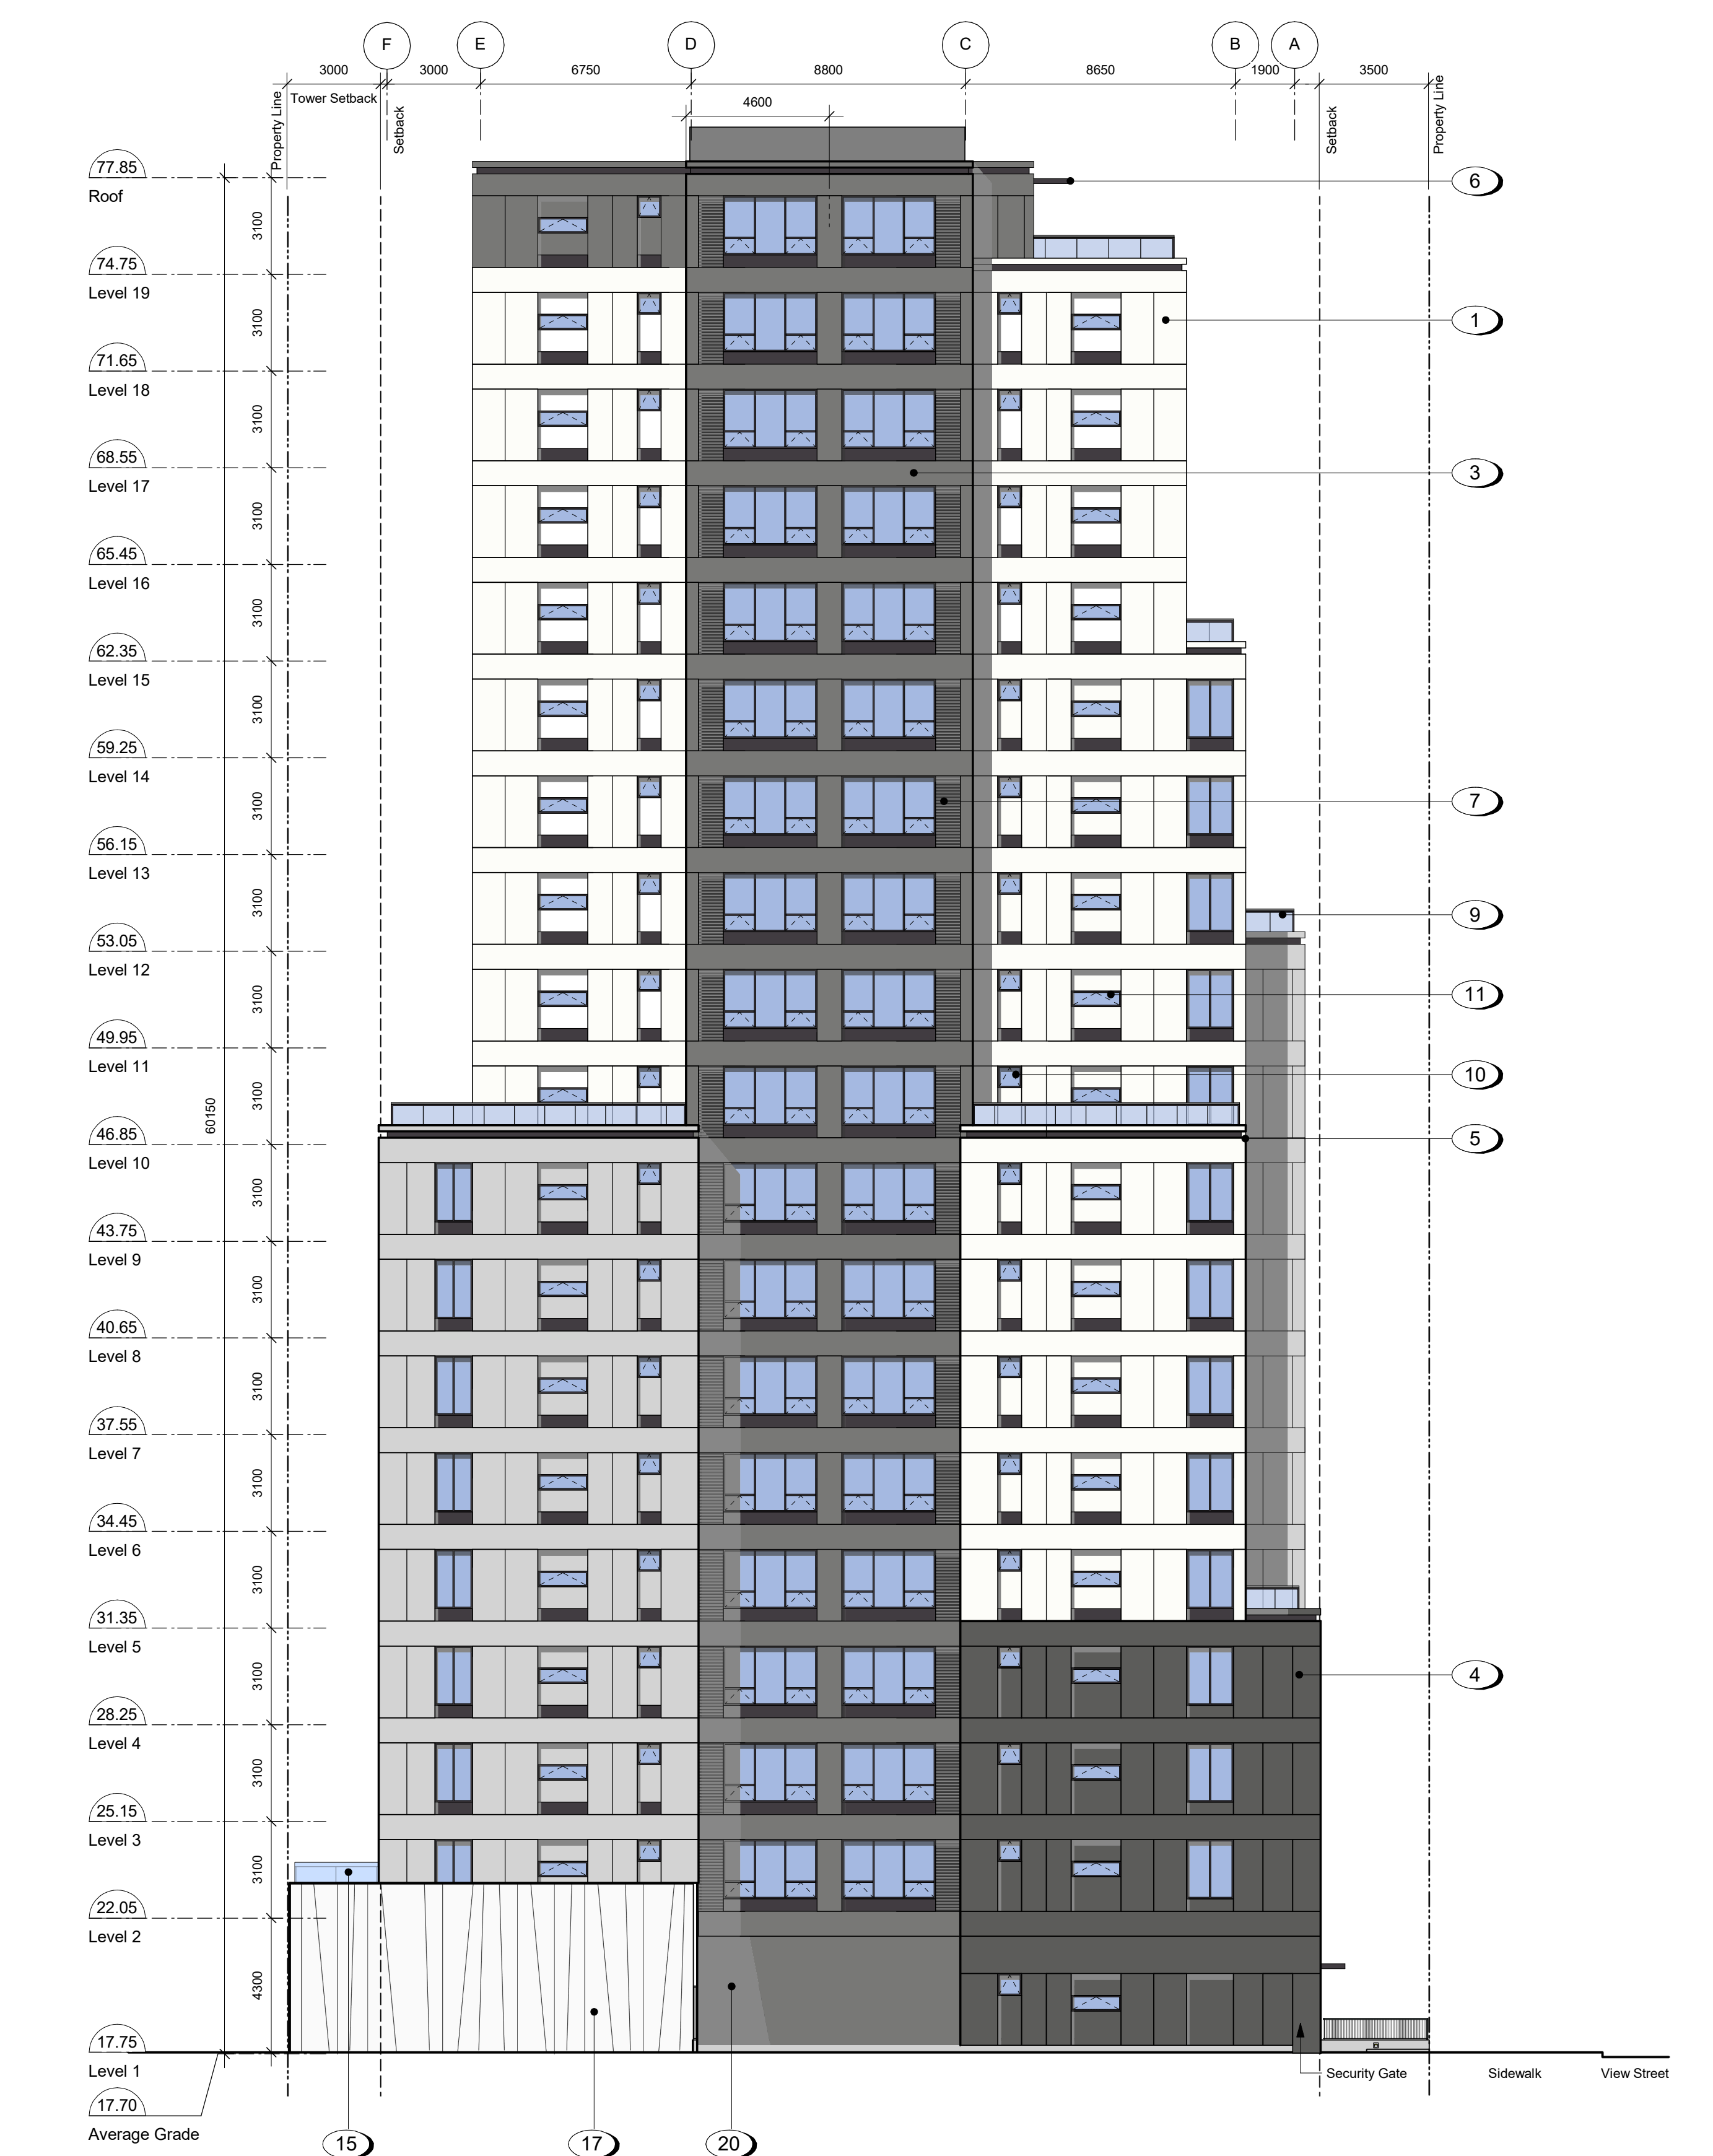 F E D C B A
3000 3000 6750 8800 8650 1900 3500
Tower Setback
4600
Property Line
Setback
Setback
Property Line
77.85
Roof
6
3100
74.75
Level 19
1
3100
71.65
Level 18
3100
68.55
Level 17
3
3100
65.45
Level 16
3100
62.35
Level 15
3100
59.25
Level 14
7
3100
56.15
Level 13
3100
9
53.05
Level 12
3100
11
49.95
Level 11
10
3100
60150
46.85
Level 10
5
3100
43.75
Level 9
3100
40.65
Level 8
3100
37.55
Level 7
3100
34.45
Level 6
3100
31.35
Level 5
4
3100
28.25
Level 4
3100
25.15
Level 3
3100
22.05
Level 2
4300
17.75
Level 1
Security Gate Sidewalk View Street
17.70
Average Grade
15 17 20